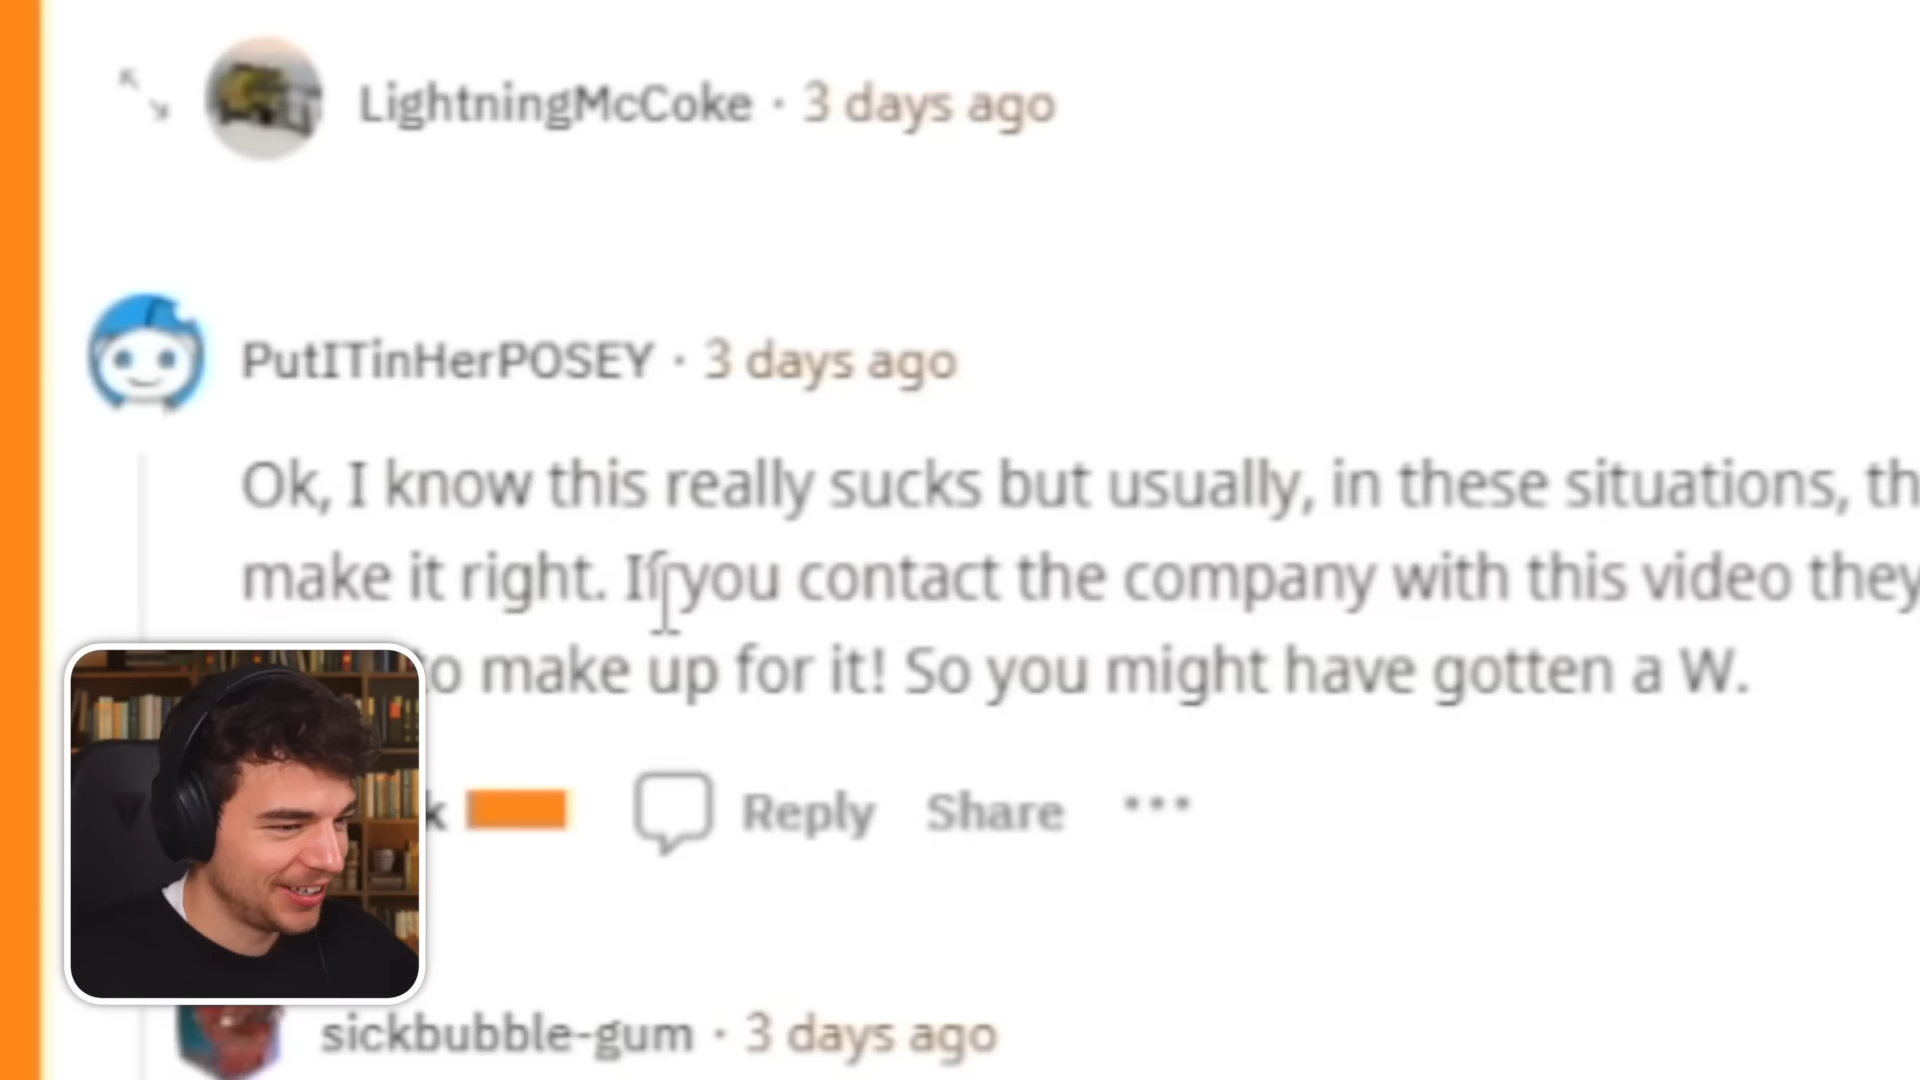 LightningMcCoke · 3 days ago
PutITinHerPOSEY · 3 days ago
Ok, I know this really sucks but usually, in these situations, th
make it right. If you contact the company with this video they
to make up for it! So you might have gotten a W.
k Reply Share ...
sickbubble-gum · 3 days ago